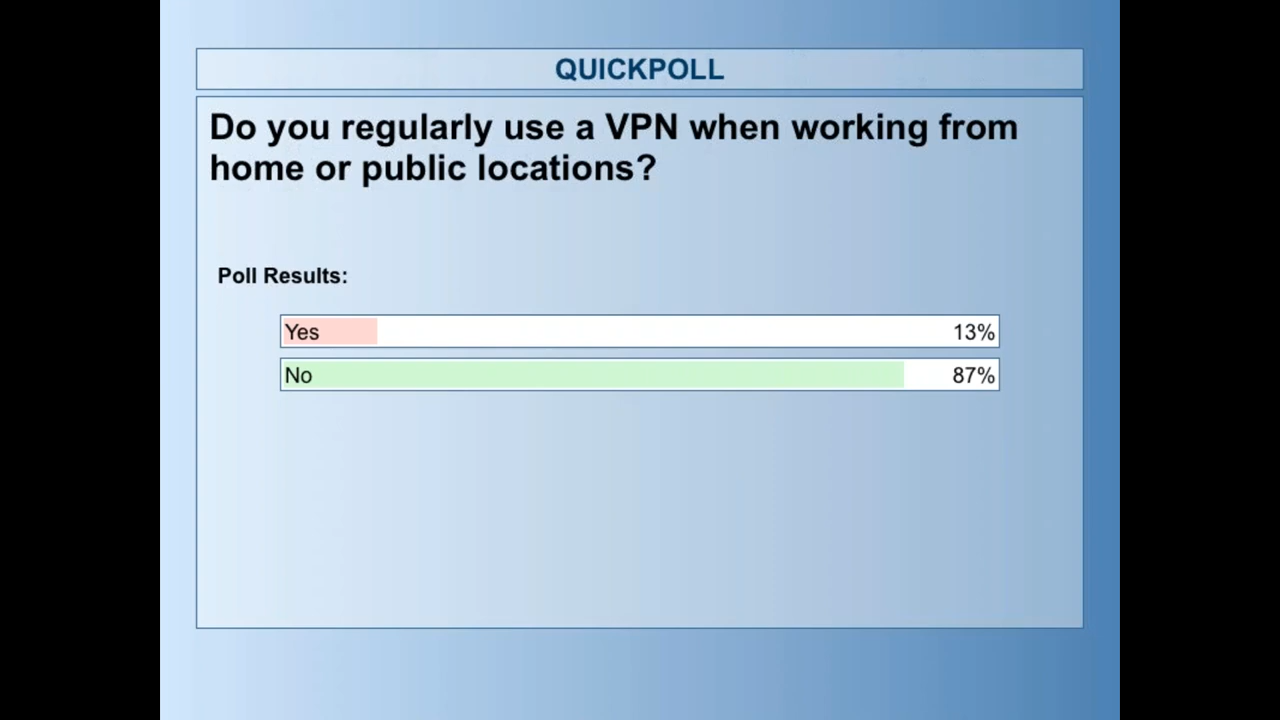 QUICKPOLL
Do you regularly use a VPN when working from
home or public locations?
Poll Results:
Yes 13%
No 87%